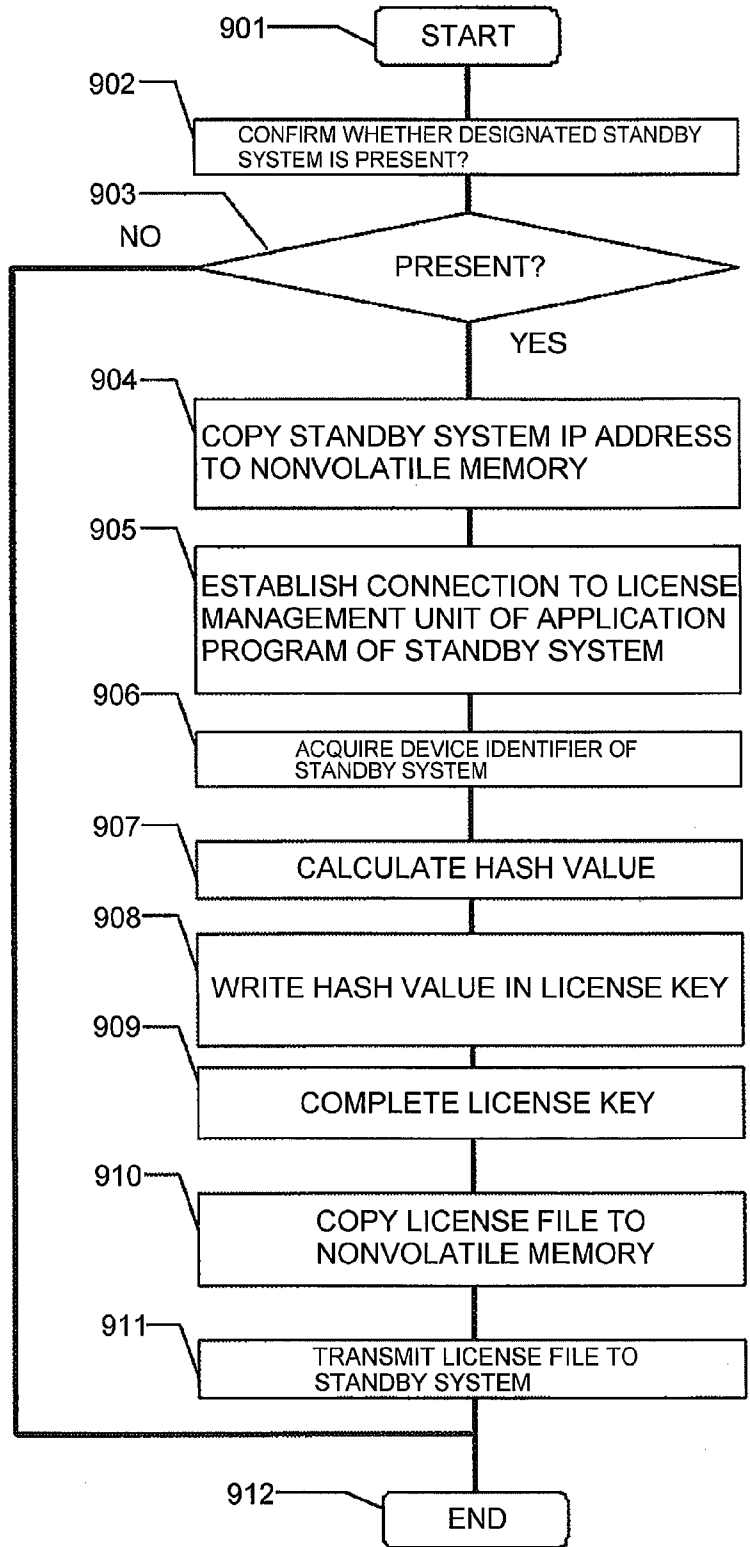 901
START
902
CONFIRM WHETHER DESIGNATED STANDBY
SYSTEM IS PRESENT?
903
NO
PRESENT?
YES
904
COPY STANDBY SYSTEM IP ADDRESS
TO NONVOLATILE MEMORY
905
ESTABLISH CONNECTION TO LICENSE
MANAGEMENT UNIT OF APPLICATION
PROGRAM OF STANDBY SYSTEM
906
ACQUIRE DEVICE IDENTIFIER OF
STANDBY SYSTEM
907
CALCULATE HASH VALUE
908
WRITE HASH VALUE IN LICENSE KEY
909
COMPLETE LICENSE KEY
910
COPY LICENSE FILE TO
NONVOLATILE MEMORY
911
TRANSMIT LICENSE FILE TO
STANDBY SYSTEM
912
END